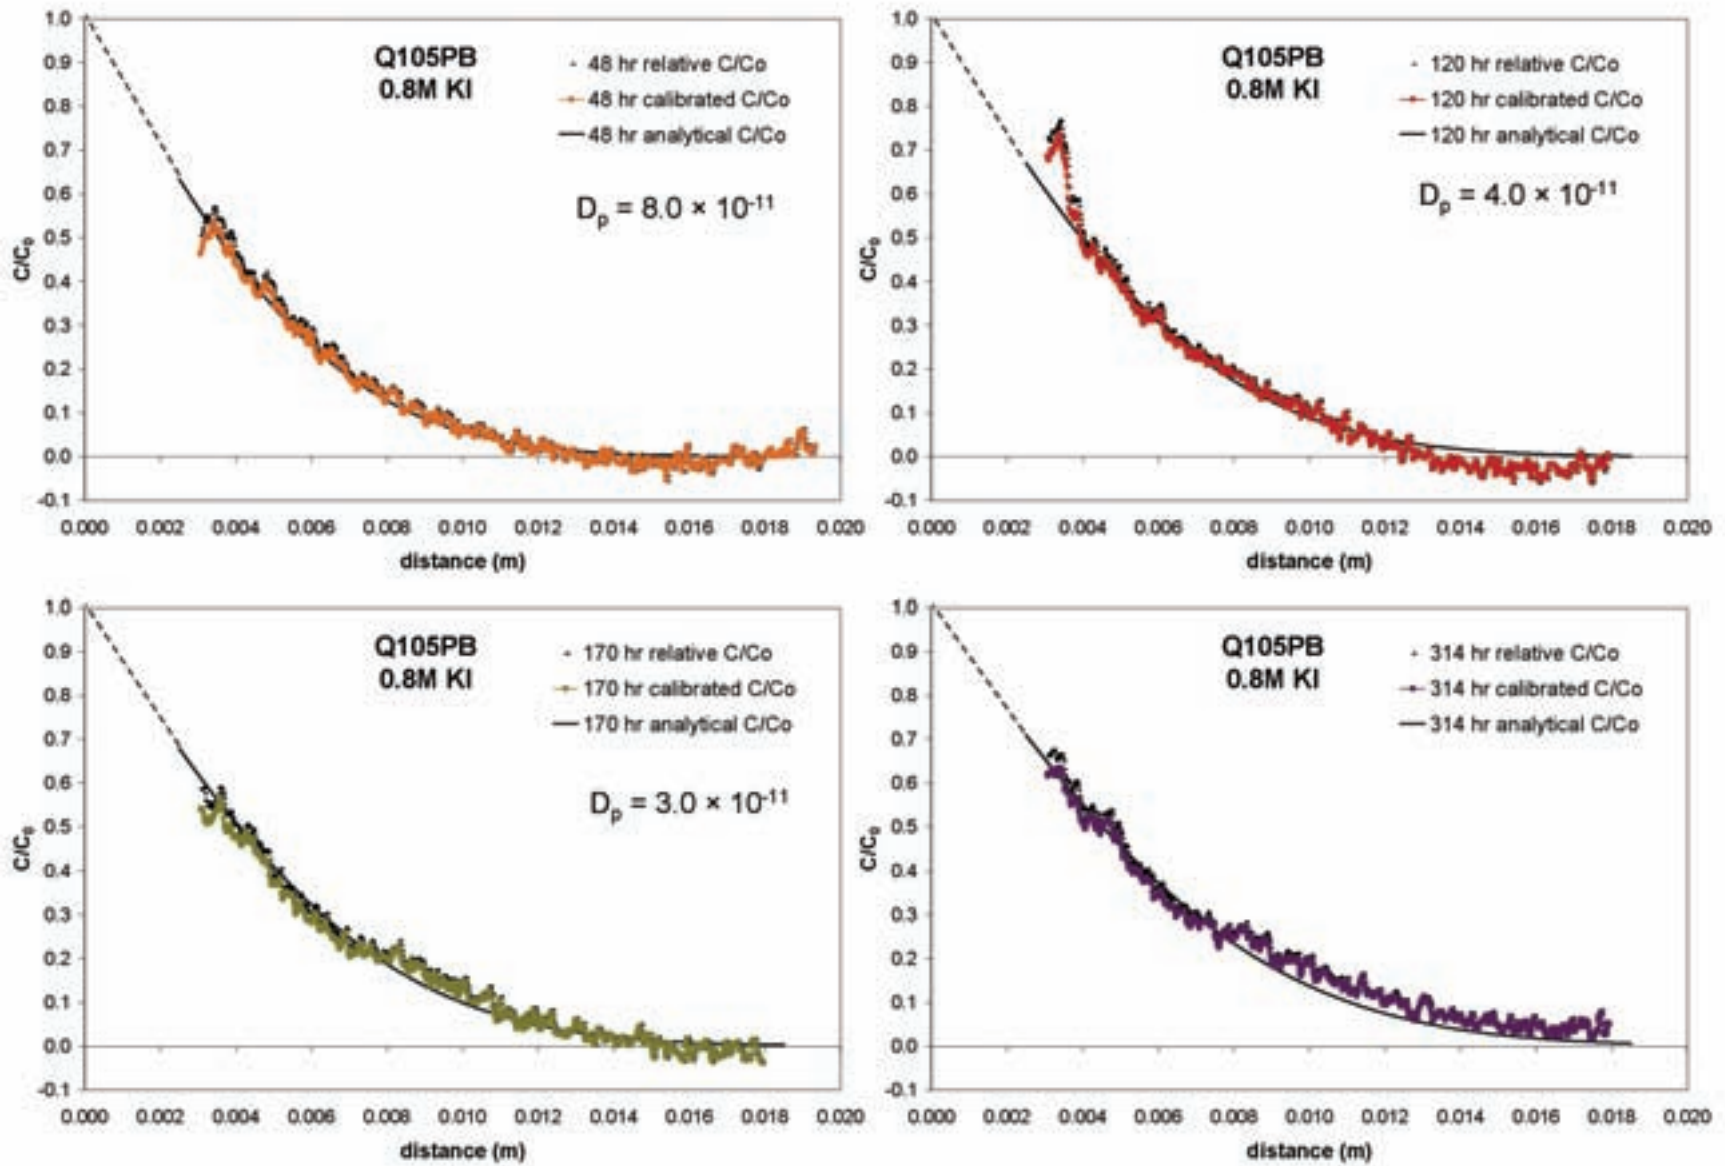 1.0
0.9
0.8
0.7
0.6
0.5
0.4
0.3
0.2
0.1
0.0
-0.1
C/C₀
Q105PB
0.8M KI
48 hr relative C/Co
48 hr calibrated C/Co
48 hr analytical C/Co
Dₚ = 8.0 × 10⁻¹¹
0.000 0.002 0.004 0.006 0.008 0.010 0.012 0.014 0.016 0.018 0.020
distance (m)
1.0
0.9
0.8
0.7
0.6
0.5
0.4
0.3
0.2
0.1
0.0
-0.1
C/C₀
Q105PB
0.8M KI
120 hr relative C/Co
120 hr calibrated C/Co
120 hr analytical C/Co
Dₚ = 4.0 × 10⁻¹¹
0.000 0.002 0.004 0.006 0.008 0.010 0.012 0.014 0.016 0.018 0.020
distance (m)
1.0
0.9
0.8
0.7
0.6
0.5
0.4
0.3
0.2
0.1
0.0
-0.1
C/C₀
Q105PB
0.8M KI
170 hr relative C/Co
170 hr calibrated C/Co
170 hr analytical C/Co
Dₚ = 3.0 × 10⁻¹¹
0.000 0.002 0.004 0.006 0.008 0.010 0.012 0.014 0.016 0.018 0.020
distance (m)
1.0
0.9
0.8
0.7
0.6
0.5
0.4
0.3
0.2
0.1
0.0
-0.1
C/C₀
Q105PB
0.8M KI
314 hr relative C/Co
314 hr calibrated C/Co
314 hr analytical C/Co
0.000 0.002 0.004 0.006 0.008 0.010 0.012 0.014 0.016 0.018 0.020
distance (m)